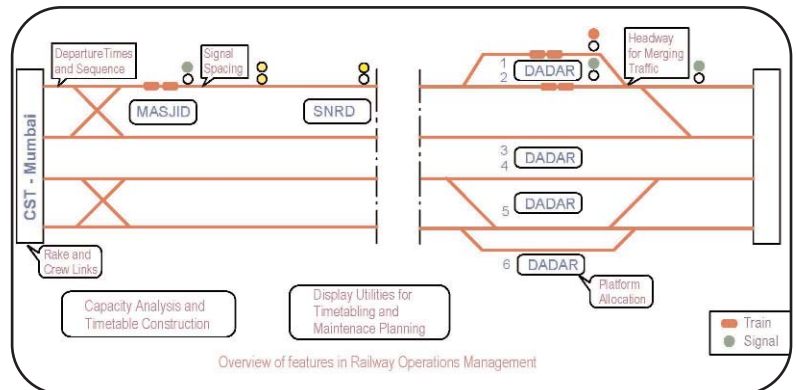 Departure Times
and Sequence
Signal
Spacing
Headway
for Merging
Traffic
1
2
DADAR
MASJID
SNRD
CST - Mumbai
3
4
DADAR
5
DADAR
6
DADAR
Rake and
Crew Links
Platform
Allocation
Capacity Analysis and
Timetable Construction
Display Utilities for
Timetabling and
Maintenace Planning
Train
Signal
Overview of features in Railway Operations Management